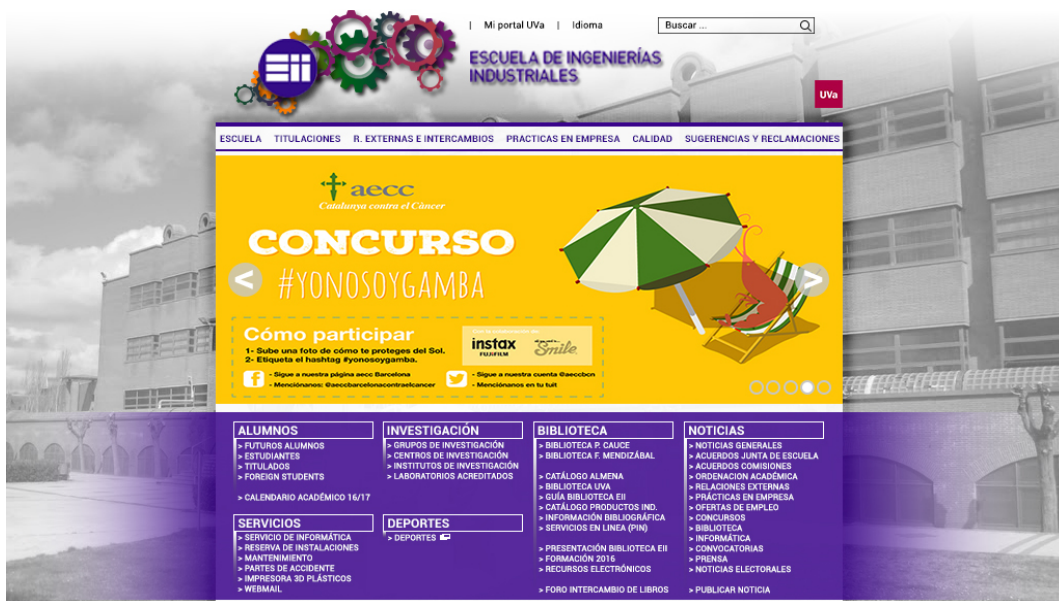 | Mi portal UVa | Idioma
Buscar ...
Eii
ESCUELA DE INGENIERÍAS
INDUSTRIALES
UVa
ESCUELA TITULACIONES R. EXTERNAS E INTERCAMBIOS PRACTICAS EN EMPRESA CALIDAD SUGERENCIAS Y RECLAMACIONES
aecc
Catalunya contra el Càncer
CONCURSO
#YONOSOYGAMBA
< >
Cómo participar
1- Sube una foto de cómo te proteges del Sol.
2- Etiqueta el hashtag #yonosoygamba.
- Sigue a nuestra página aecc Barcelona
- Menciónanos: @aeccbarcelonacontraelcancer
Con la colaboración de:
instax
FUJIFILM
Smile
- Sigue a nuestra cuenta @aeccbcn
- Menciónanos en tu tuit
ALUMNOS
> FUTUROS ALUMNOS
> ESTUDIANTES
> TITULADOS
> FOREIGN STUDENTS
> CALENDARIO ACADÉMICO 16/17
INVESTIGACIÓN
> GRUPOS DE INVESTIGACIÓN
> CENTROS DE INVESTIGACIÓN
> INSTITUTOS DE INVESTIGACIÓN
> LABORATORIOS ACREDITADOS
BIBLIOTECA
> BIBLIOTECA P. CAUCE
> BIBLIOTECA F. MENDIZÁBAL
> CATÁLOGO ALMENA
> BIBLIOTECA UVA
> GUÍA BIBLIOTECA EII
> CATÁLOGO PRODUCTOS IND.
> INFORMACIÓN BIBLIOGRÁFICA
> SERVICIOS EN LINEA (PIN)
> PRESENTACIÓN BIBLIOTECA EII
> FORMACIÓN 2016
> RECURSOS ELECTRÓNICOS
> FORO INTERCAMBIO DE LIBROS
NOTICIAS
> NOTICIAS GENERALES
> ACUERDOS JUNTA DE ESCUELA
> ACUERDOS COMISIONES
> ORDENACION ACADÉMICA
> RELACIONES EXTERNAS
> PRÁCTICAS EN EMPRESA
> OFERTAS DE EMPLEO
> CONCURSOS
> BIBLIOTECA
> INFORMÁTICA
> CONVOCATORIAS
> PRENSA
> NOTICIAS ELECTORALES
> PUBLICAR NOTICIA
SERVICIOS
> SERVICIO DE INFORMÁTICA
> RESERVA DE INSTALACIONES
> MANTENIMIENTO
> PARTES DE ACCIDENTE
> IMPRESORA 3D PLÁSTICOS
> WEBMAIL
DEPORTES
> DEPORTES